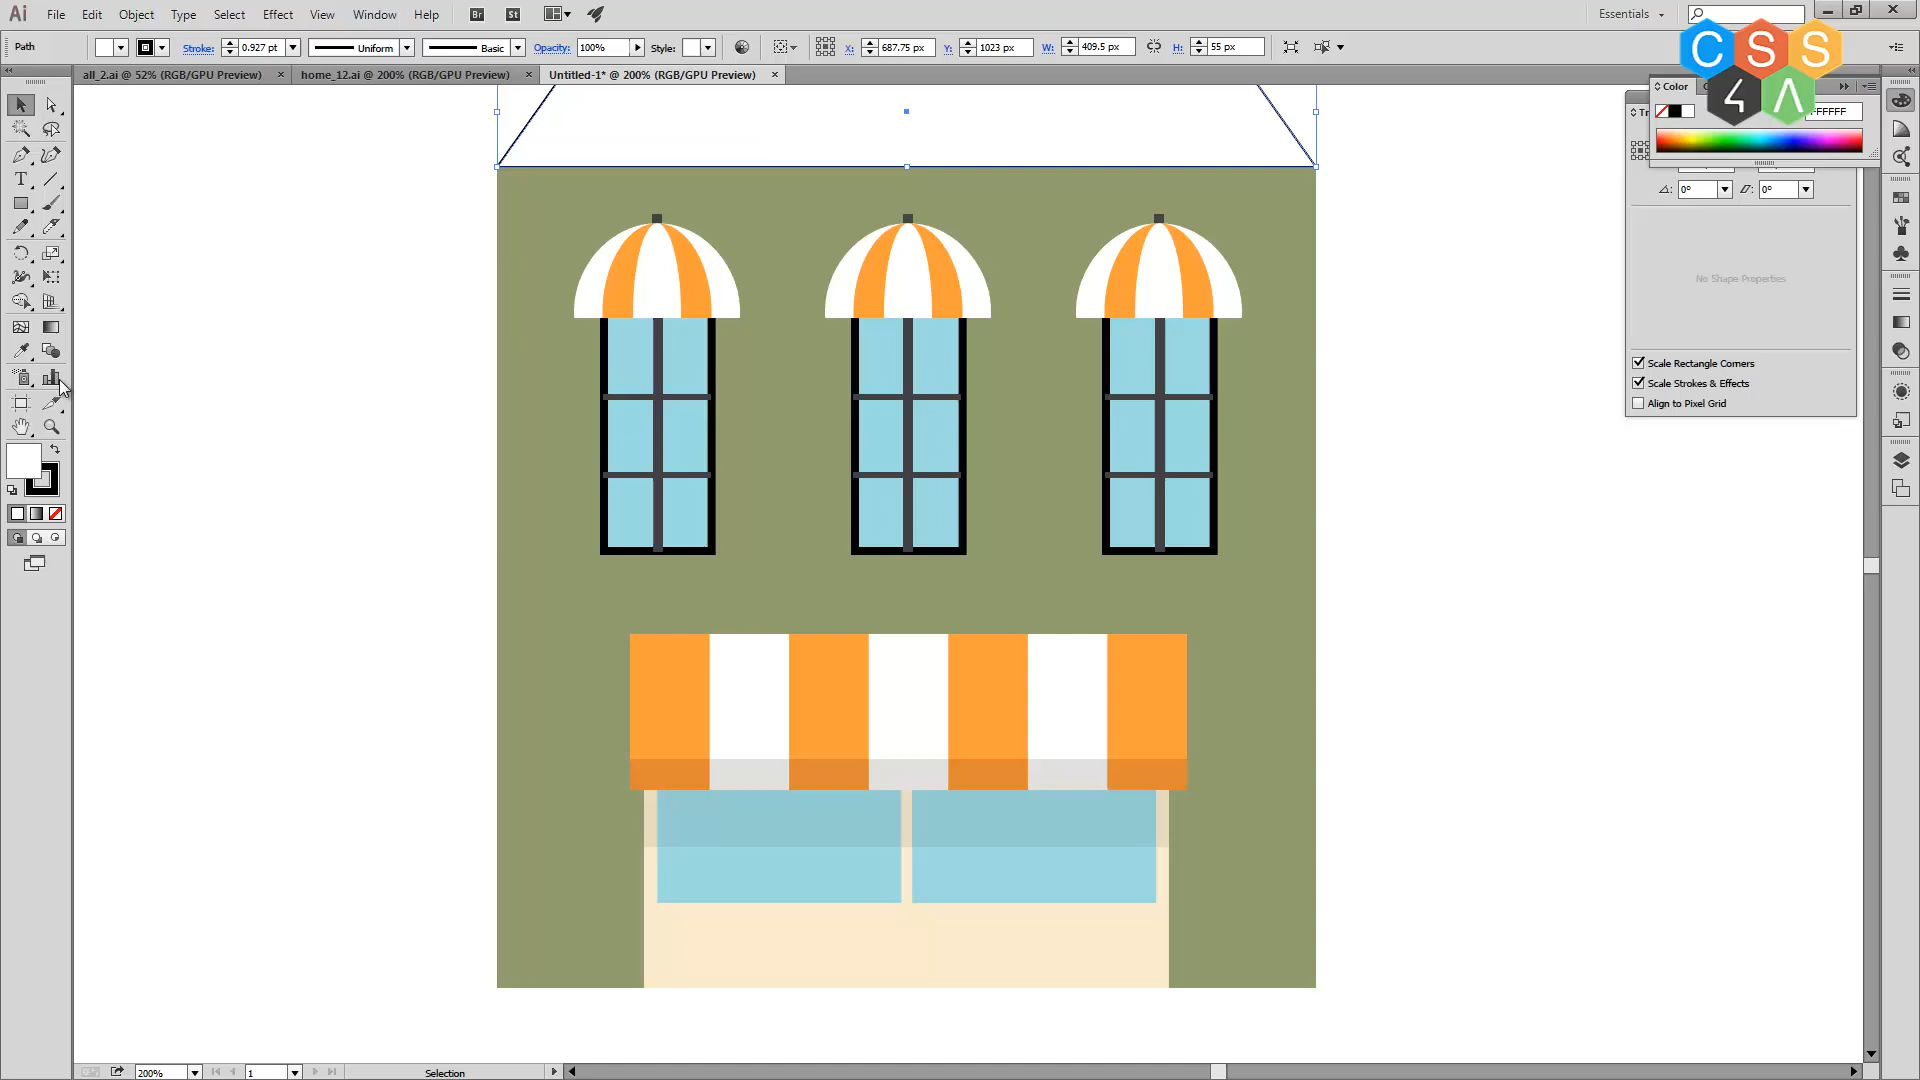 Ai File Edit Object Type Select Effect View Window Help Br St Essentials
Path Stroke: 0.927 pt Uniform Basic Opacity: 100% Style: X: 687.75 px Y: 1023 px W: 409.5 px H: 55 px
CSS
4Λ
all_2.ai @ 52% (RGB/GPU Preview) × home_12.ai @ 200% (RGB/GPU Preview) × Untitled-1* @ 200% (RGB/GPU Preview) ×
Color
FFFFFF
0° 0°
No Shape Properties
Scale Rectangle Corners
Scale Strokes & Effects
Align to Pixel Grid
200% 1 Selection